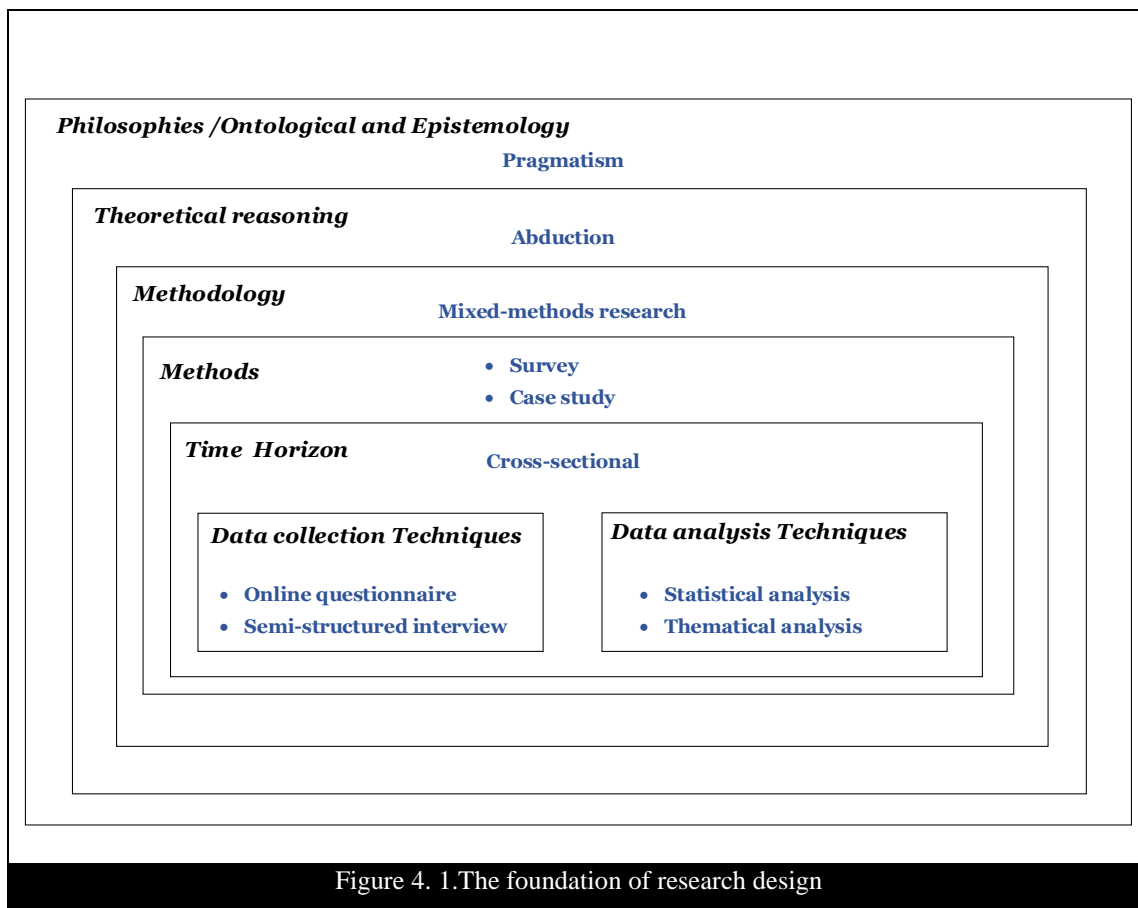 Philosophies /Ontological and Epistemology
Pragmatism
Theoretical reasoning
Abduction
Methodology
Mixed-methods research
Methods
• Survey
• Case study
Time Horizon
Cross-sectional
Data collection Techniques
• Online questionnaire
• Semi-structured interview
Data analysis Techniques
• Statistical analysis
• Thematical analysis
Figure 4. 1.The foundation of research design